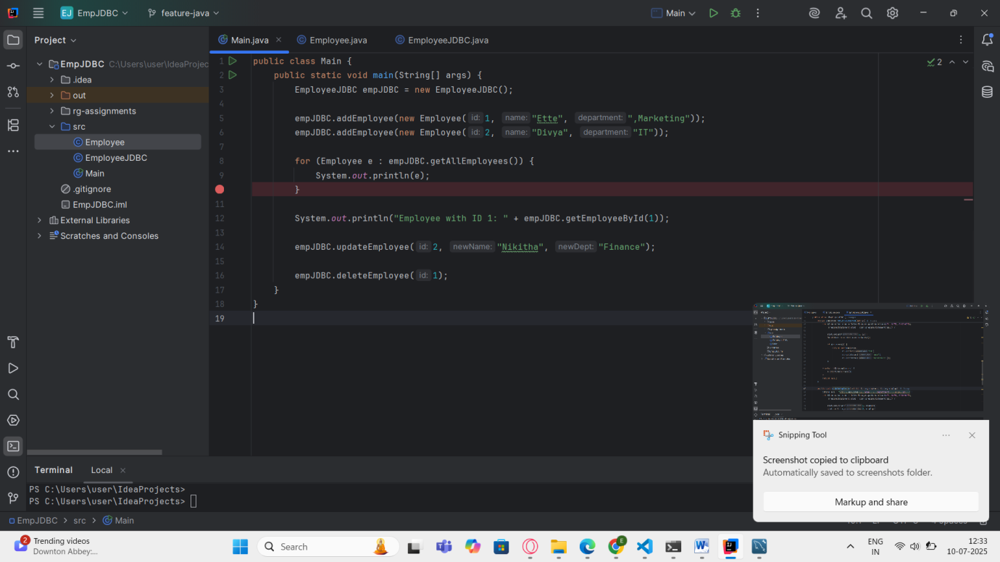 EJ EmpJDBC feature-java Main
Project
Main.java Employee.java EmployeeJDBC.java
EmpJDBC C:\Users\user\IdeaProjec
.idea
out
rg-assignments
src
Employee
EmployeeJDBC
Main
.gitignore
EmpJDBC.iml
External Libraries
Scratches and Consoles
2
1 public class Main {
2 public static void main(String[] args) {
3 EmployeeJDBC empJDBC = new EmployeeJDBC();
4
5 empJDBC.addEmployee(new Employee( id: 1, name: "Ette", department: ",Marketing"));
6 empJDBC.addEmployee(new Employee( id: 2, name: "Divya", department: "IT"));
7
8 for (Employee e : empJDBC.getAllEmployees()) {
9 System.out.println(e);
}
11
12 System.out.println("Employee with ID 1: " + empJDBC.getEmployeeById(1));
13
14 empJDBC.updateEmployee( id: 2, newName: "Nikitha", newDept: "Finance");
15
16 empJDBC.deleteEmployee( id: 1);
17 }
18 }
19
Snipping Tool
Screenshot copied to clipboard
Automatically saved to screenshots folder.
Markup and share
Terminal Local
PS C:\Users\user\IdeaProjects>
PS C:\Users\user\IdeaProjects>
EmpJDBC > src > Main
2 Trending videos
Downton Abbey:...
Search
E
ENG
IN
12:33
10-07-2025